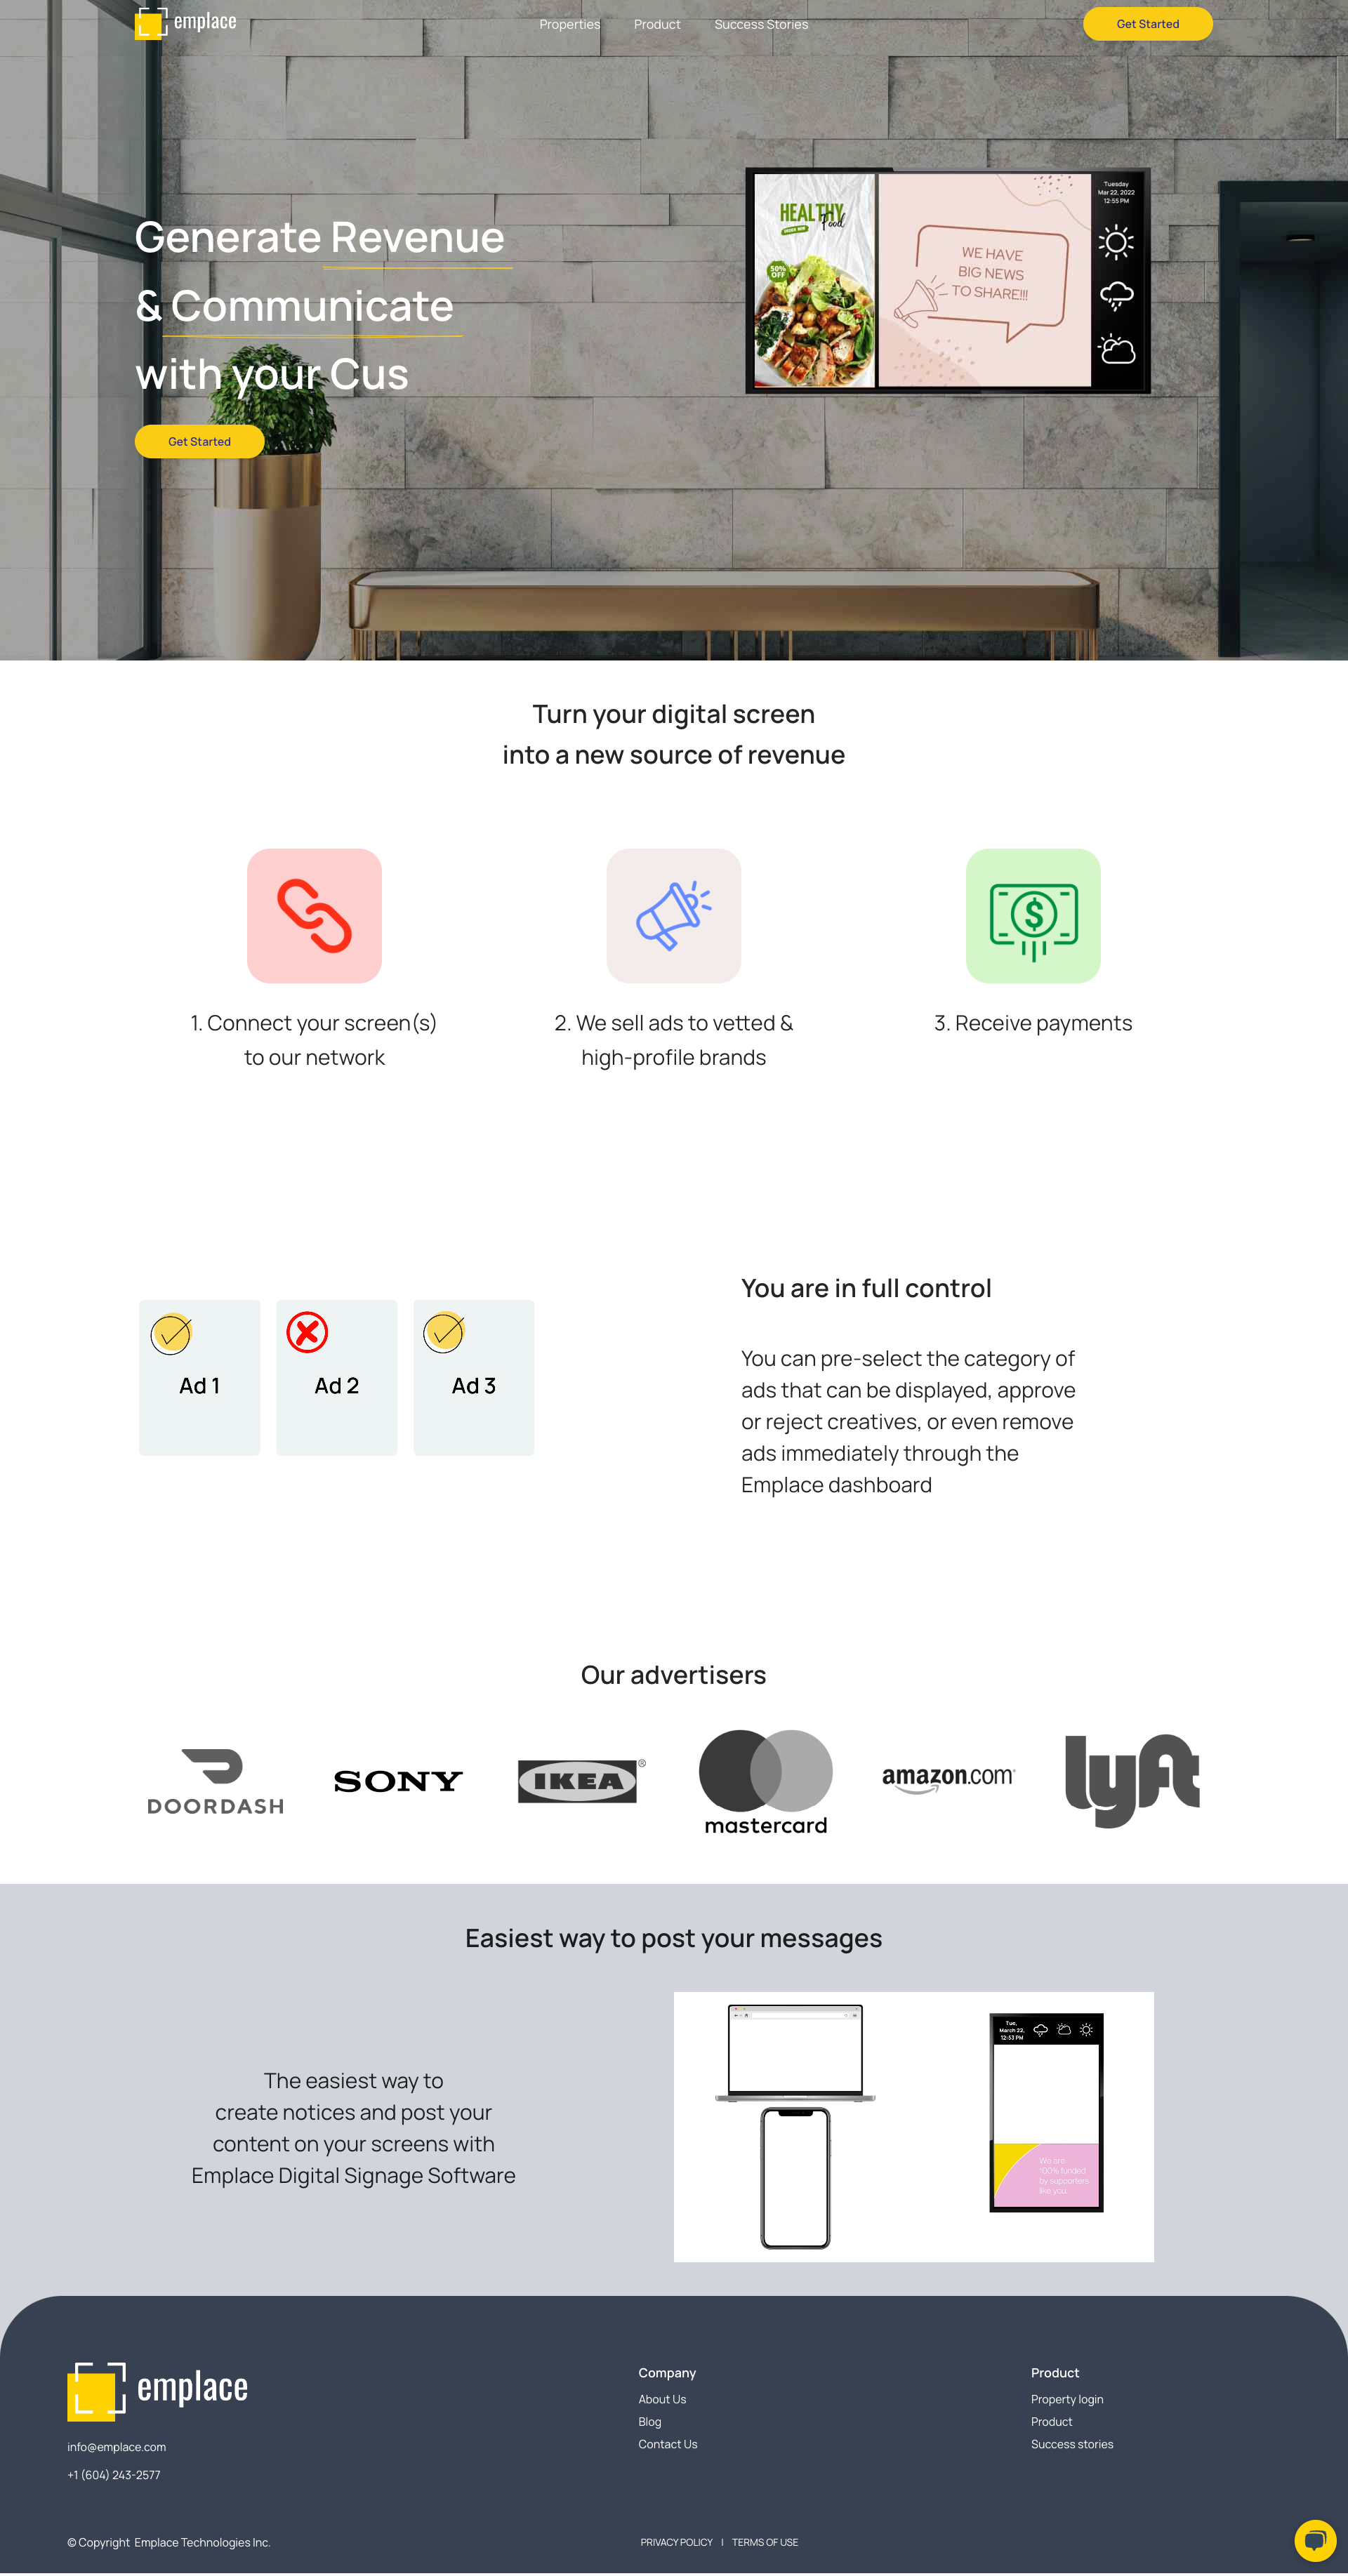 emplace
Properties
Product
Success Stories
Get Started
Generate Revenue
& Communicate
with your Cus
Get Started
HEALTHY
Food
ORDER NOW
50%
OFF
WE HAVE
BIG NEWS
TO SHARE!!!
Tuesday
Mar 22, 2022
12:55 PM
Turn your digital screen
into a new source of revenue
1. Connect your screen(s)
to our network
2. We sell ads to vetted &
high-profile brands
3. Receive payments
Ad 1
Ad 2
Ad 3
You are in full control
You can pre-select the category of
ads that can be displayed, approve
or reject creatives, or even remove
ads immediately through the
Emplace dashboard
Our advertisers
DOORDASH
SONY
IKEA®
mastercard
amazon.com
lyft
Easiest way to post your messages
The easiest way to
create notices and post your
content on your screens with
Emplace Digital Signage Software
Tue,
March 22,
12:53 PM
We are
100% funded
by supporters
like you.
emplace
info@emplace.com
+1 (604) 243-2577
Company
About Us
Blog
Contact Us
Product
Property login
Product
Success stories
© Copyright Emplace Technologies Inc.
PRIVACY POLICY | TERMS OF USE